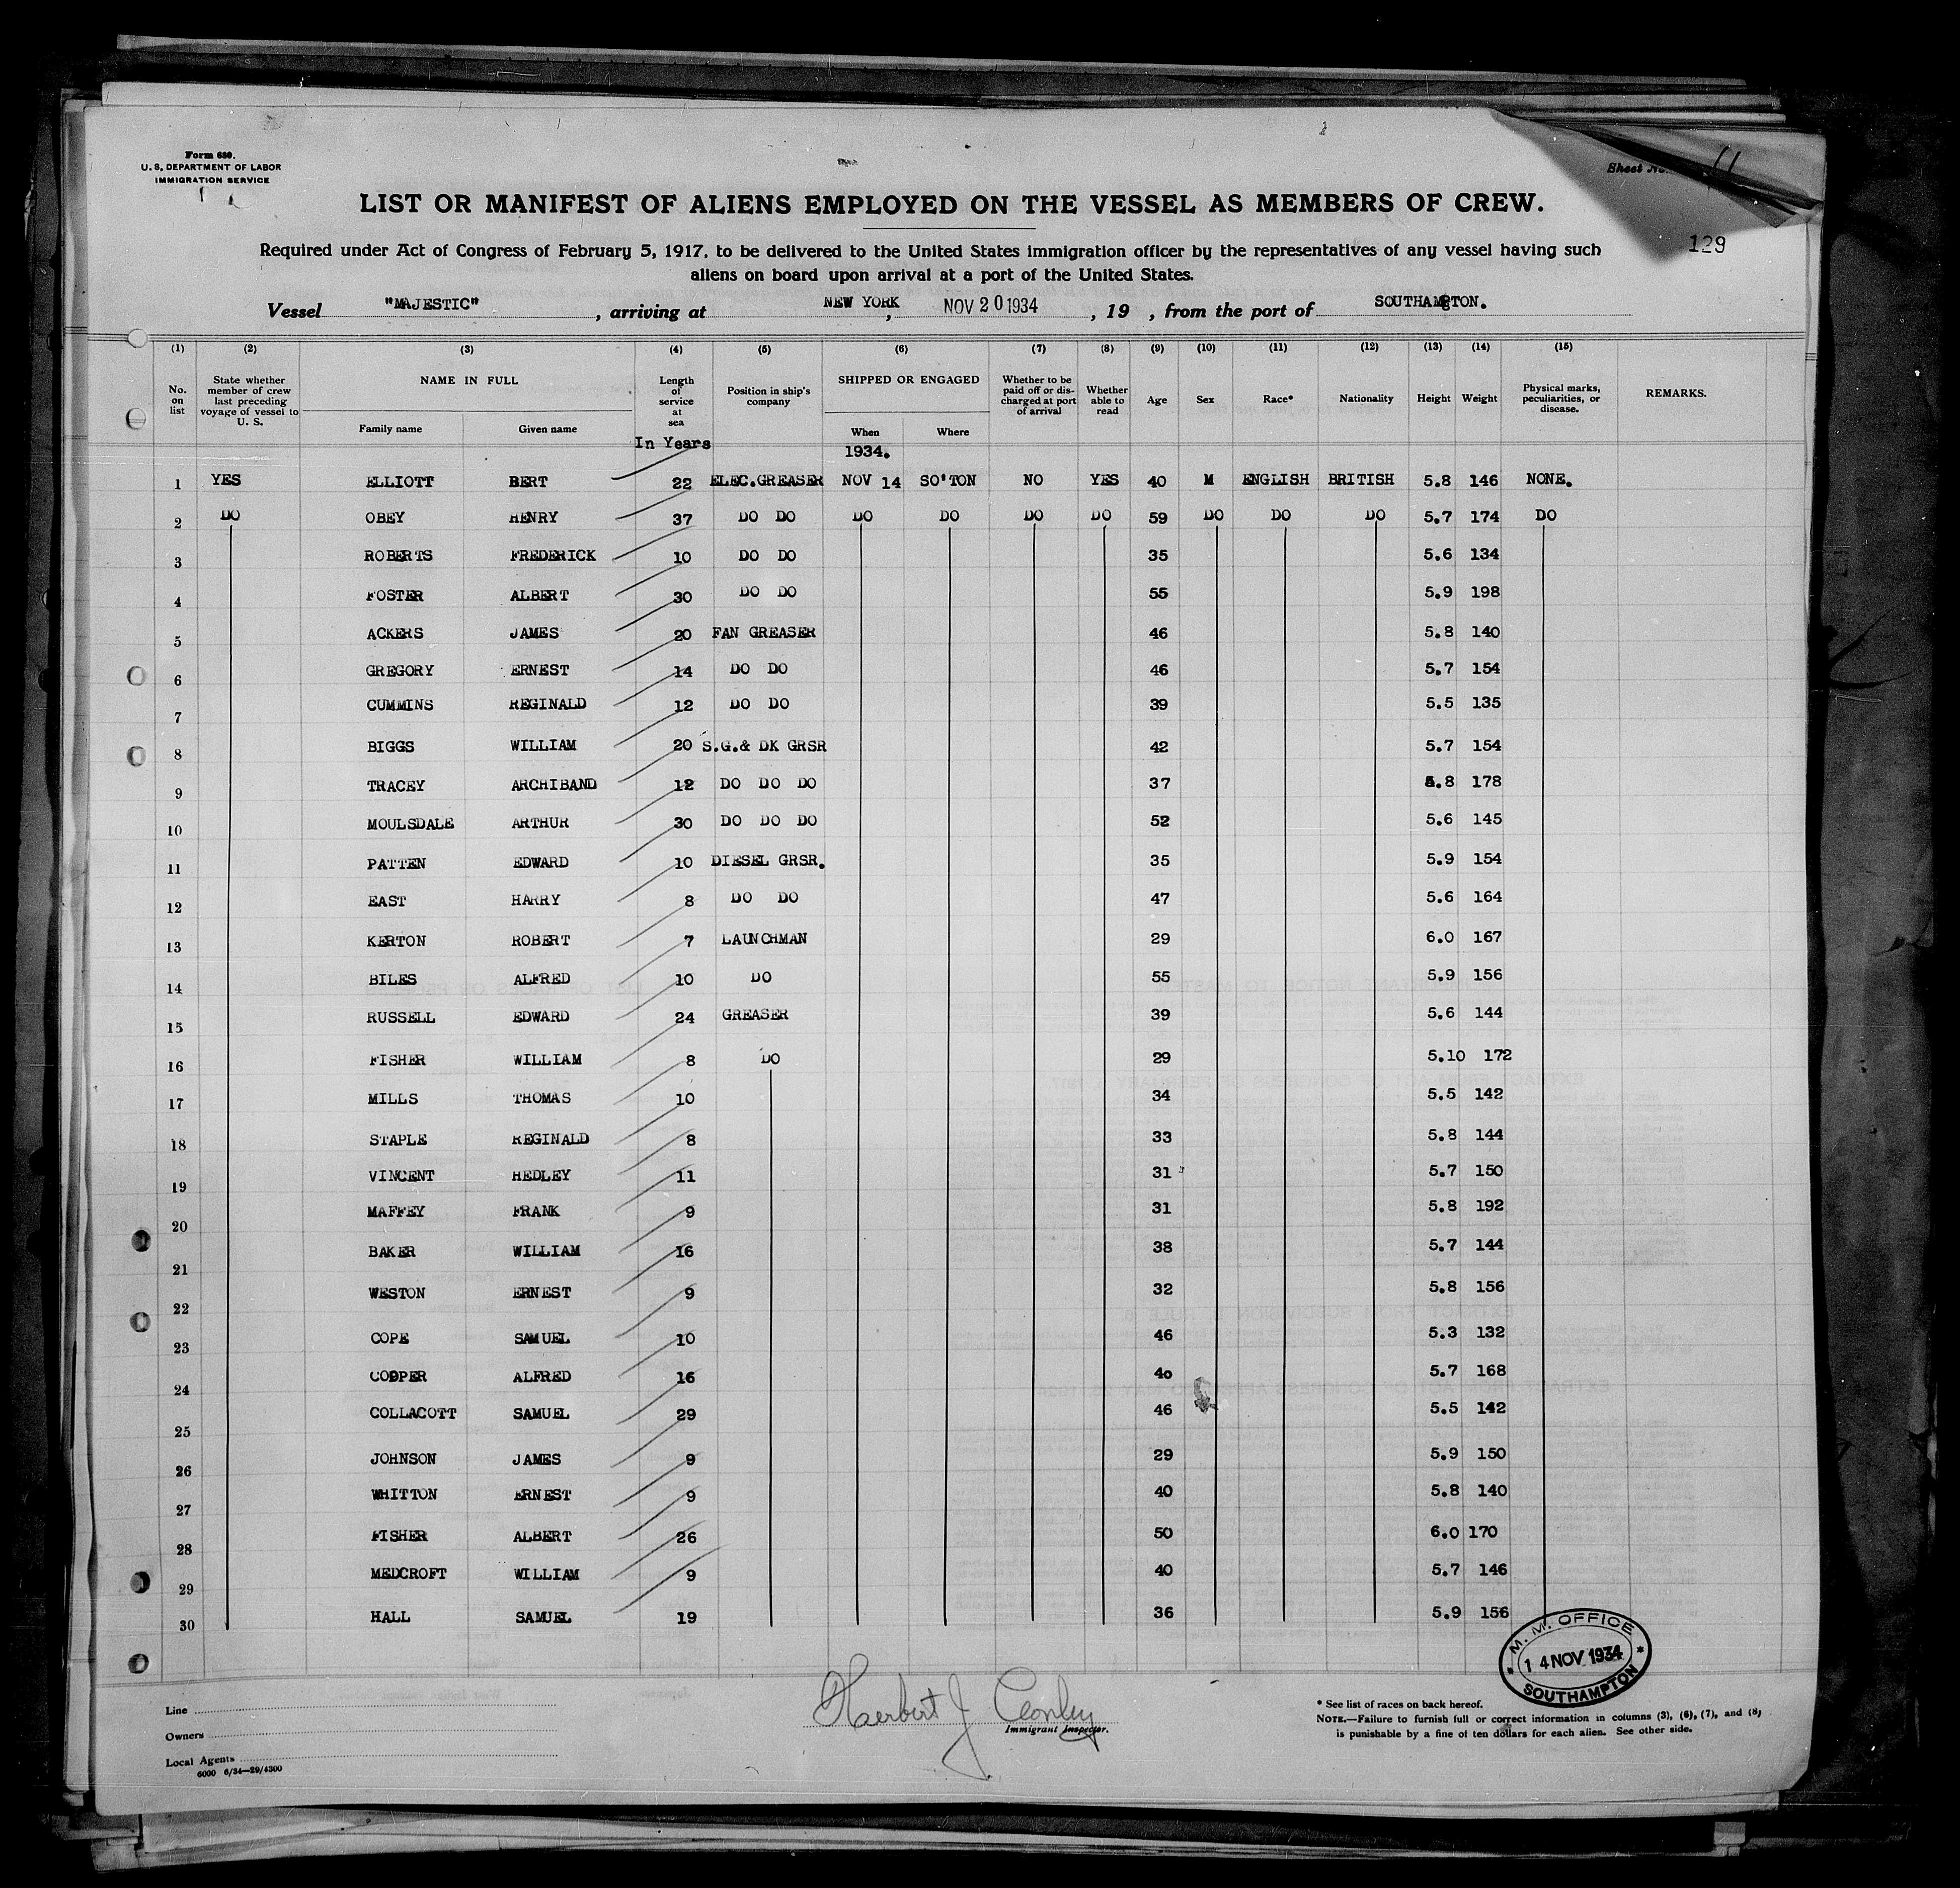 Form 680.
U. S. DEPARTMENT OF LABOR
IMMIGRATION SERVICE
Sheet No. 11
LIST OR MANIFEST OF ALIENS EMPLOYED ON THE VESSEL AS MEMBERS OF CREW.
129
Required under Act of Congress of February 5, 1917, to be delivered to the United States immigration officer by the representatives of any vessel having such
aliens on board upon arrival at a port of the United States.
Vessel "MAJESTIC", arriving at NEW YORK, NOV 20 1934, 19 , from the port of SOUTHAMPTON.
(1) (2) (3) (4) (5) (6) (7) (8) (9) (10) (11) (12) (13) (14) (15)
No. on list State whether member of crew last preceding voyage of vessel to U. S. NAME IN FULL Family name Given name Length of service at sea Position in ship's company SHIPPED OR ENGAGED When Where Whether to be paid off or discharged at port of arrival Whether able to read Age Sex Race* Nationality Height Weight Physical marks, peculiarities, or disease. REMARKS.
In Years 1934.
1 YES ELLIOTT BERT 22 ELEC.GREASER NOV 14 SO'TON NO YES 40 M ENGLISH BRITISH 5.8 146 NONE.
2 DO OBEY HENRY 37 DO DO DO DO DO DO 59 DO DO DO 5.7 174 DO
3 ROBERTS FREDERICK 10 DO DO 35 5.6 134
4 FOSTER ALBERT 30 DO DO 55 5.9 198
5 ACKERS JAMES 20 FAN GREASER 46 5.8 140
6 GREGORY ERNEST 14 DO DO 46 5.7 154
7 CUMMINS REGINALD 12 DO DO 39 5.5 135
8 BIGGS WILLIAM 20 S.G.& DK GRSR 42 5.7 154
9 TRACEY ARCHIBAND 12 DO DO DO 37 5.8 178
10 MOULSDALE ARTHUR 30 DO DO DO 52 5.6 145
11 PATTEN EDWARD 10 DIESEL GRSR. 35 5.9 154
12 EAST HARRY 8 DO DO 47 5.6 164
13 KERTON ROBERT 7 LAUNCHMAN 29 6.0 167
14 BILES ALFRED 10 DO 55 5.9 156
15 RUSSELL EDWARD 24 GREASER 39 5.6 144
16 FISHER WILLIAM 8 DO 29 5.10 172
17 MILLS THOMAS 10 34 5.5 142
18 STAPLE REGINALD 8 33 5.8 144
19 VINCENT HEDLEY 11 31 5.7 150
20 MAFFEY FRANK 9 31 5.8 192
21 BAKER WILLIAM 16 38 5.7 144
22 WESTON ERNEST 9 32 5.8 156
23 COPE SAMUEL 10 46 5.3 132
24 COPPER ALFRED 16 40 5.7 168
25 COLLACOTT SAMUEL 29 46 5.5 142
26 JOHNSON JAMES 9 29 5.9 150
27 WHITTON ERNEST 9 40 5.8 140
28 FISHER ALBERT 26 50 6.0 170
29 MEDCROFT WILLIAM 9 40 5.7 146
30 HALL SAMUEL 19 36 5.9 156
M. M. OFFICE
14 NOV 1934
SOUTHAMPTON
Line
Owners
Local Agents
6000 6/34—29/4300
Herbert J
Immigrant Inspector.
* See list of races on back hereof.
NOTE.—Failure to furnish full or correct information in columns (3), (6), (7), and (8)
is punishable by a fine of ten dollars for each alien. See other side.